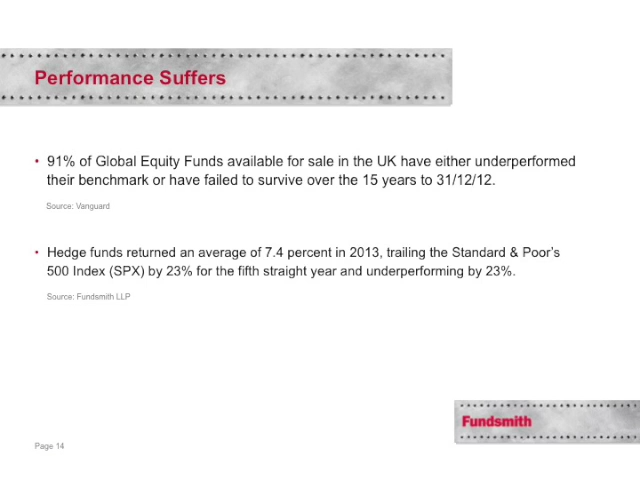 Performance Suffers
• 91% of Global Equity Funds available for sale in the UK have either underperformed
their benchmark or have failed to survive over the 15 years to 31/12/12.
Source: Vanguard
• Hedge funds returned an average of 7.4 percent in 2013, trailing the Standard & Poor’s
500 Index (SPX) by 23% for the fifth straight year and underperforming by 23%.
Source: Fundsmith LLP
Fundsmith
Page 14